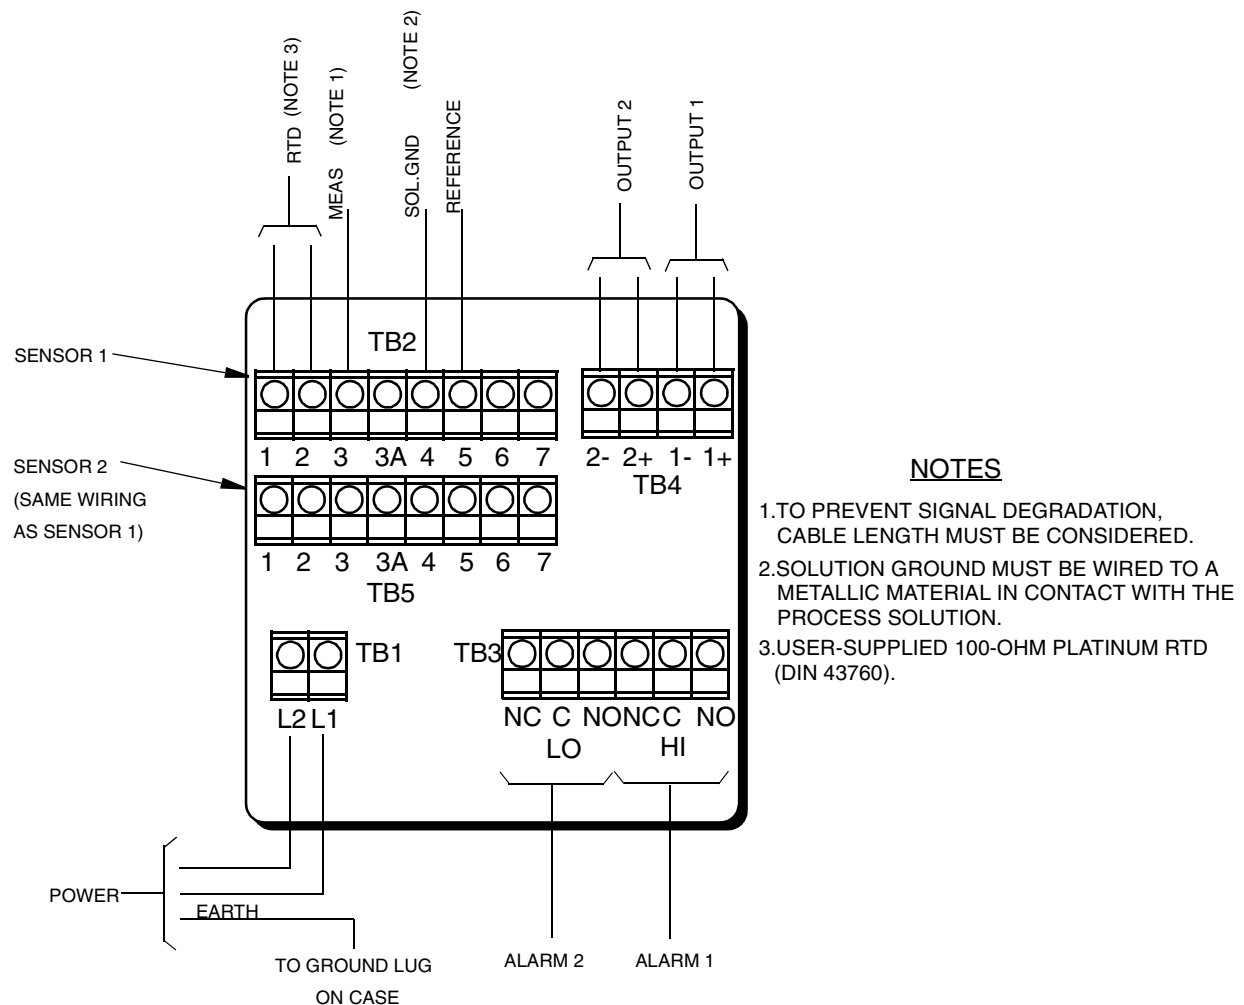 RTD (NOTE 3)
MEAS (NOTE 1)
SOL.GND (NOTE 2)
REFERENCE
OUTPUT 2
OUTPUT 1
TB2
SENSOR 1
1 2 3 3A 4 5 6 7
2- 2+ 1- 1+
TB4
SENSOR 2
(SAME WIRING
AS SENSOR 1)
1 2 3 3A 4 5 6 7
TB5
NOTES
1.TO PREVENT SIGNAL DEGRADATION,
CABLE LENGTH MUST BE CONSIDERED.
2.SOLUTION GROUND MUST BE WIRED TO A
METALLIC MATERIAL IN CONTACT WITH THE
PROCESS SOLUTION.
3.USER-SUPPLIED 100-OHM PLATINUM RTD
(DIN 43760).
TB1
TB3
L2 L1
NC C NO NC C NO
LO HI
POWER
EARTH
TO GROUND LUG
ON CASE
ALARM 2
ALARM 1